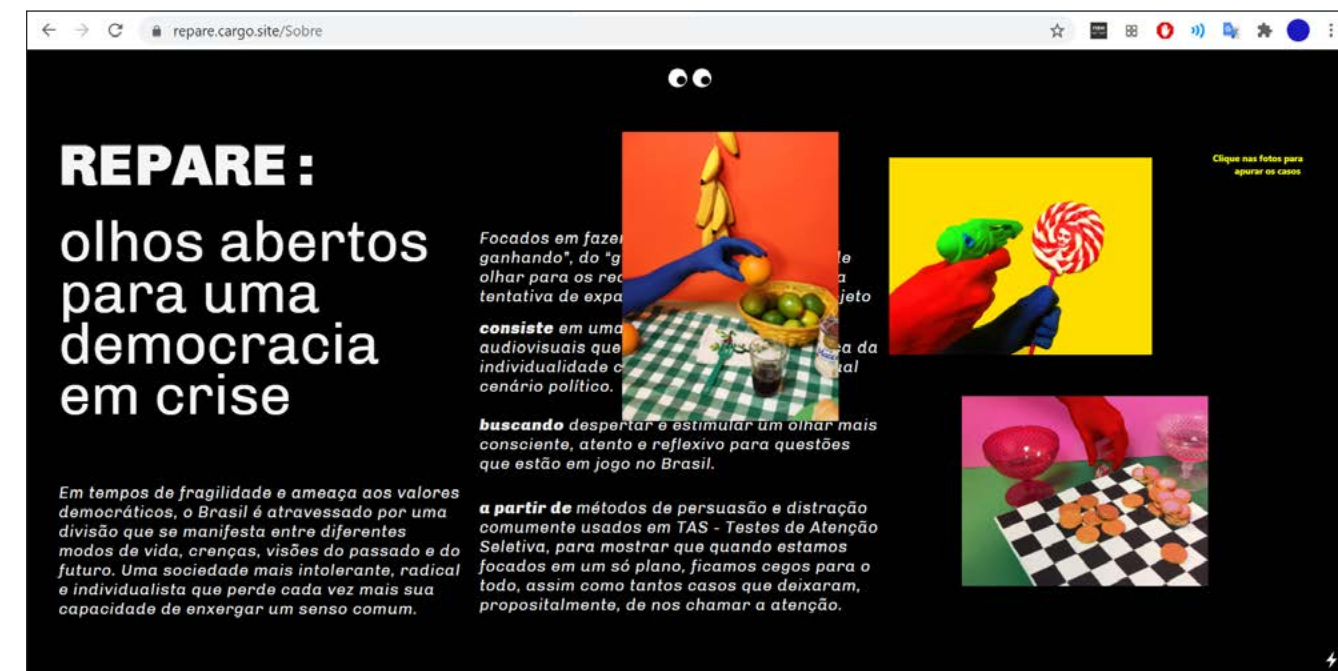 repare.cargo.site/Sobre
REPARE :
olhos abertos
para uma
democracia
em crise
Em tempos de fragilidade e ameaça aos valores
democráticos, o Brasil é atravessado por uma
divisão que se manifesta entre diferentes
modos de vida, crenças, visões do passado e do
futuro. Uma sociedade mais intolerante, radical
e individualista que perde cada vez mais sua
capacidade de enxergar um senso comum.
Focados em
ganhando", do
olhar para os
tentativa de
consiste em
audiovisuais que da
individualidade
cenário político.
buscando despertar e estimular um olhar mais
consciente, atento e reflexivo para questões
que estão em jogo no Brasil.
a partir de métodos de persuasão e distração
comumente usados em TAS - Testes de Atenção
Seletiva, para mostrar que quando estamos
focados em um só plano, ficamos cegos para o
todo, assim como tantos casos que deixaram,
propositalmente, de nos chamar a atenção.
Clique nas fotos para
apurar os casos